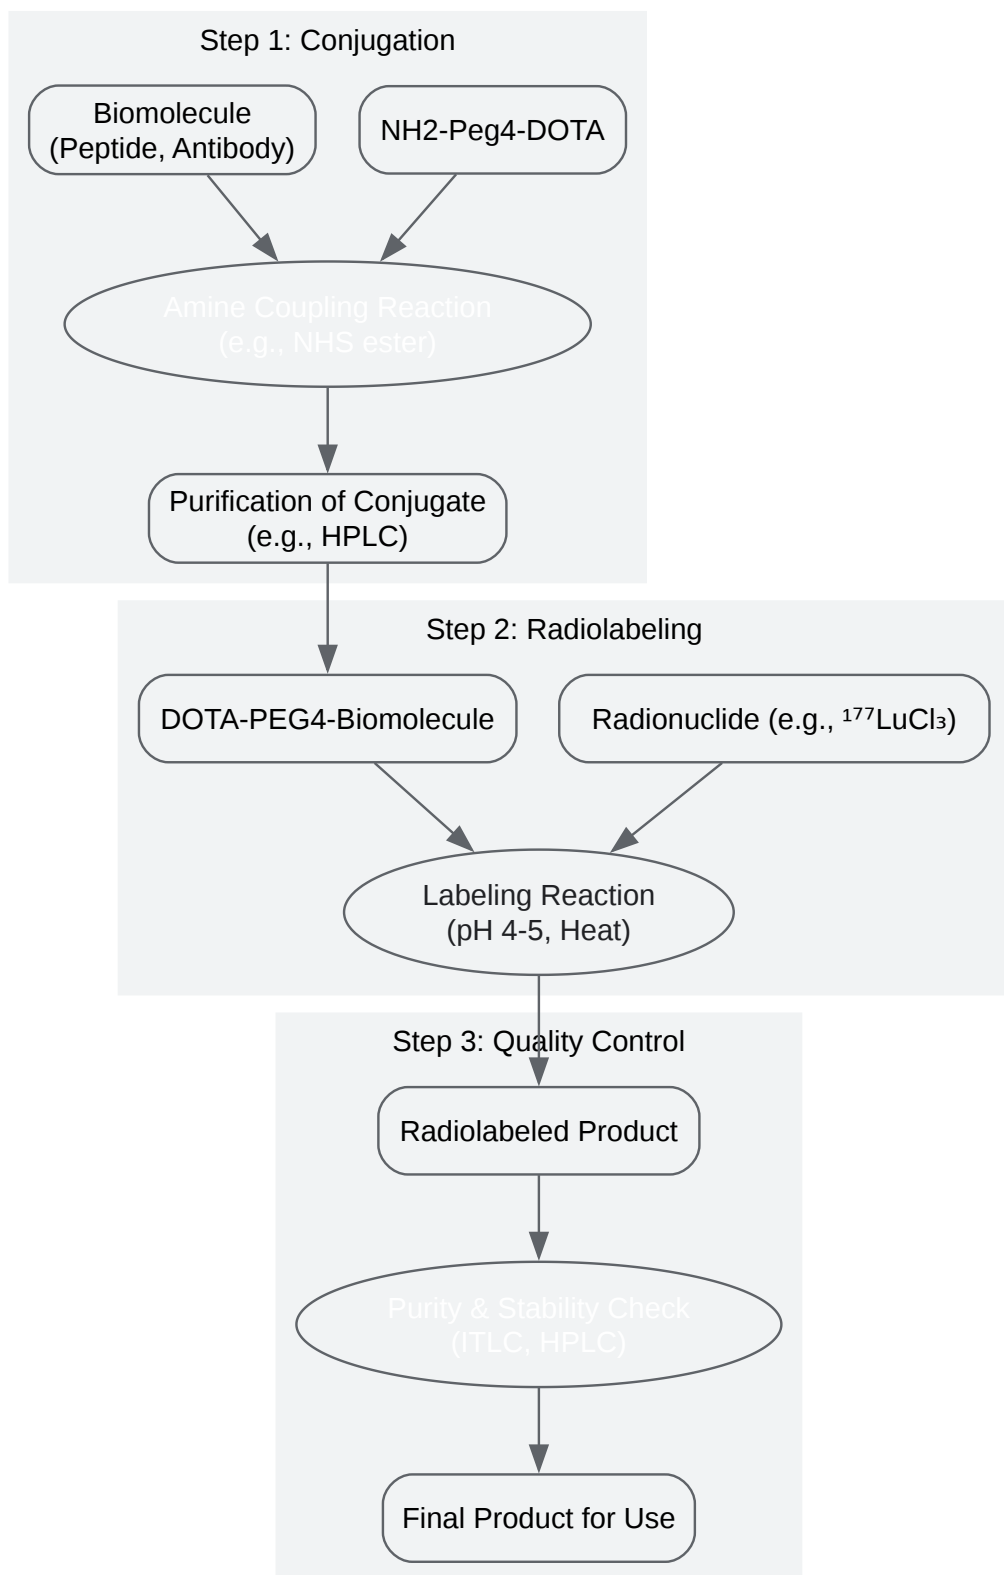 Step 1: Conjugation
Biomolecule
(Peptide, Antibody)
NH2-Peg4-DOTA
Amine Coupling Reaction
(e.g., NHS ester)
Purification of Conjugate
(e.g., HPLC)
Step 2: Radiolabeling
DOTA-PEG4-Biomolecule
Radionuclide (e.g., ¹⁷⁷LuCl₃)
Labeling Reaction
(pH 4-5, Heat)
Step 3: Quality Control
Radiolabeled Product
Purity & Stability Check
(ITLC, HPLC)
Final Product for Use